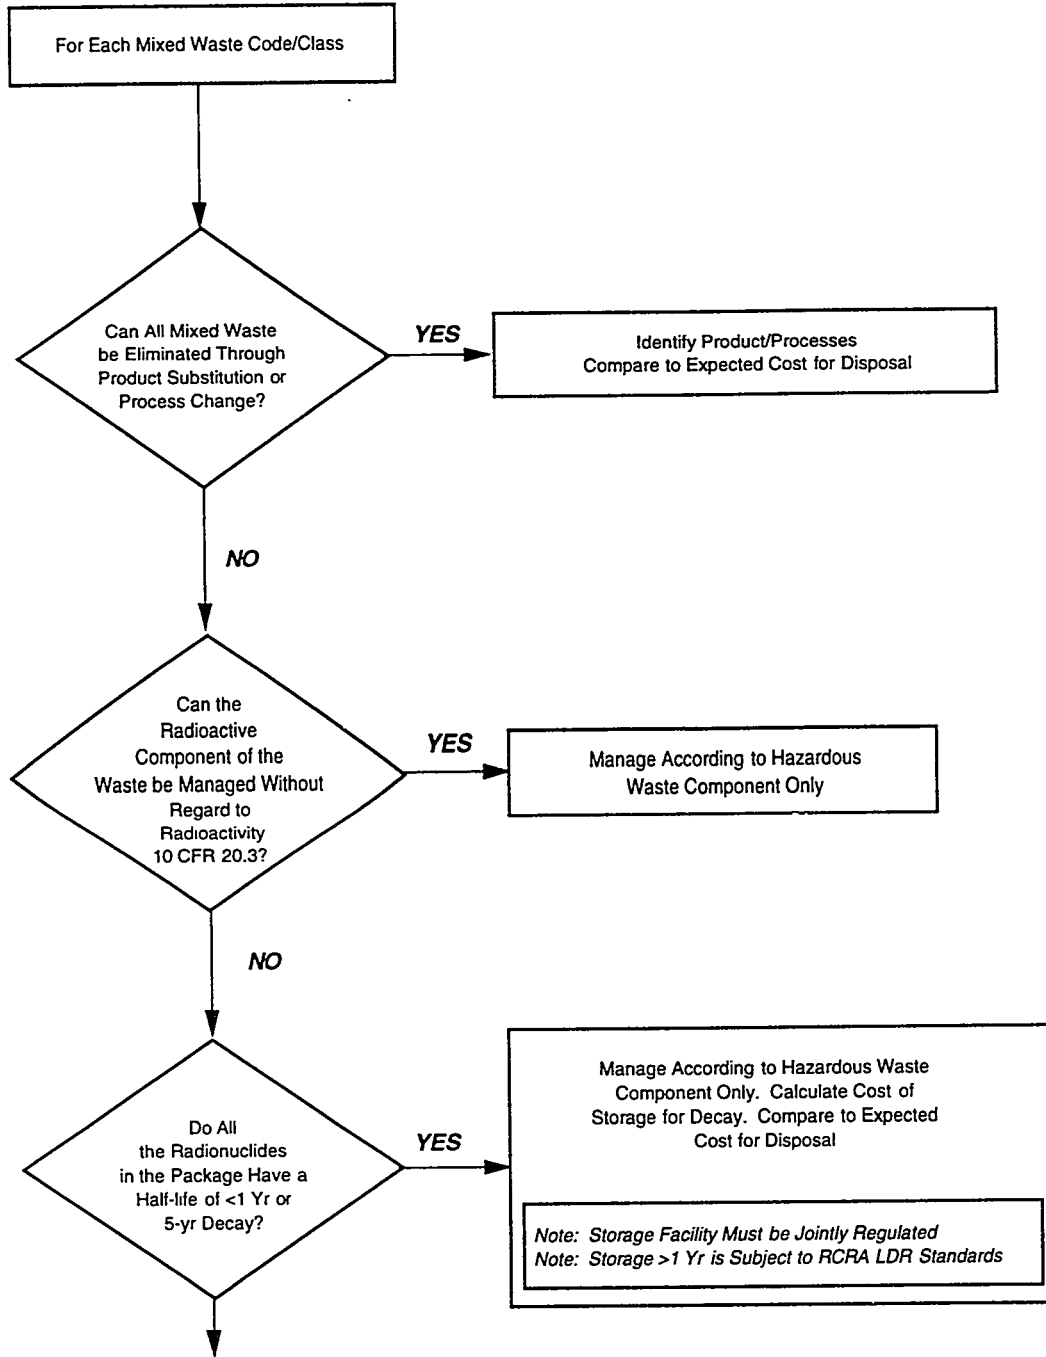 For Each Mixed Waste Code/Class
Can All Mixed Waste
be Eliminated Through
Product Substitution or
Process Change?
YES
Identify Product/Processes
Compare to Expected Cost for Disposal
NO
Can the
Radioactive
Component of the
Waste be Managed Without
Regard to
Radioactivity
10 CFR 20.3?
YES
Manage According to Hazardous
Waste Component Only
NO
Do All
the Radionuclides
in the Package Have a
Half-life of <1 Yr or
5-yr Decay?
YES
Manage According to Hazardous Waste
Component Only. Calculate Cost of
Storage for Decay. Compare to Expected
Cost for Disposal
Note: Storage Facility Must be Jointly Regulated
Note: Storage >1 Yr is Subject to RCRA LDR Standards